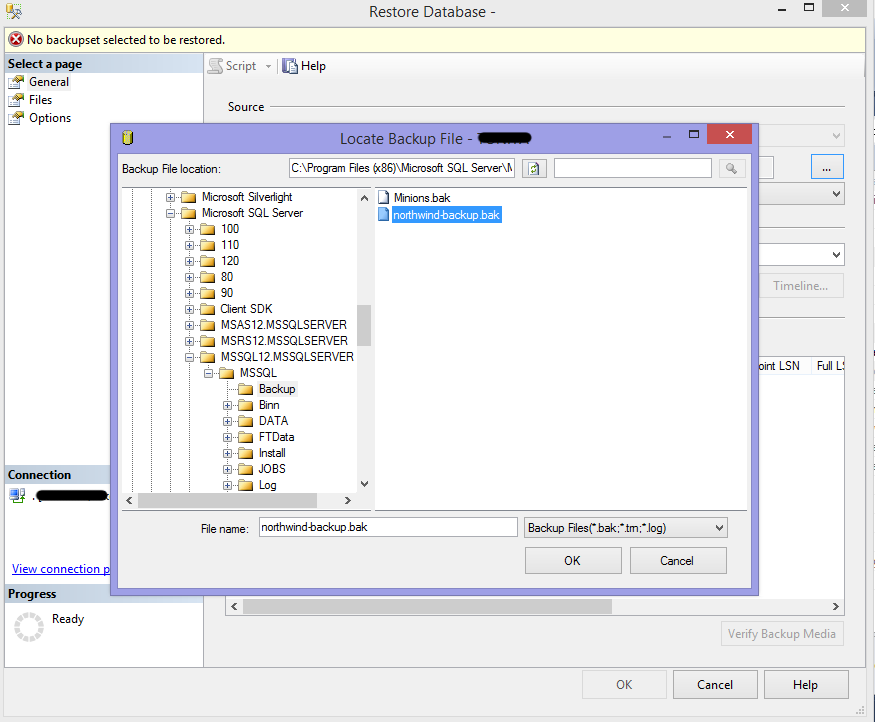 Restore Database -
No backupset selected to be restored.
Select a page
General
Files
Options
Script
Help
Source
...
Timeline...
oint LSN
Full LS
Locate Backup File -
Backup File location:
C:\Program Files (x86)\Microsoft SQL Server\M
Microsoft Silverlight
Microsoft SQL Server
100
110
120
80
90
Client SDK
MSAS12.MSSQLSERVER
MSRS12.MSSQLSERVER
MSSQL12.MSSQLSERVER
MSSQL
Backup
Binn
DATA
FTData
Install
JOBS
Log
Minions.bak
northwind-backup.bak
File name:
northwind-backup.bak
Backup Files(*.bak;*.trn;*.log)
OK
Cancel
Connection
View connection p
Progress
Ready
Verify Backup Media
OK
Cancel
Help